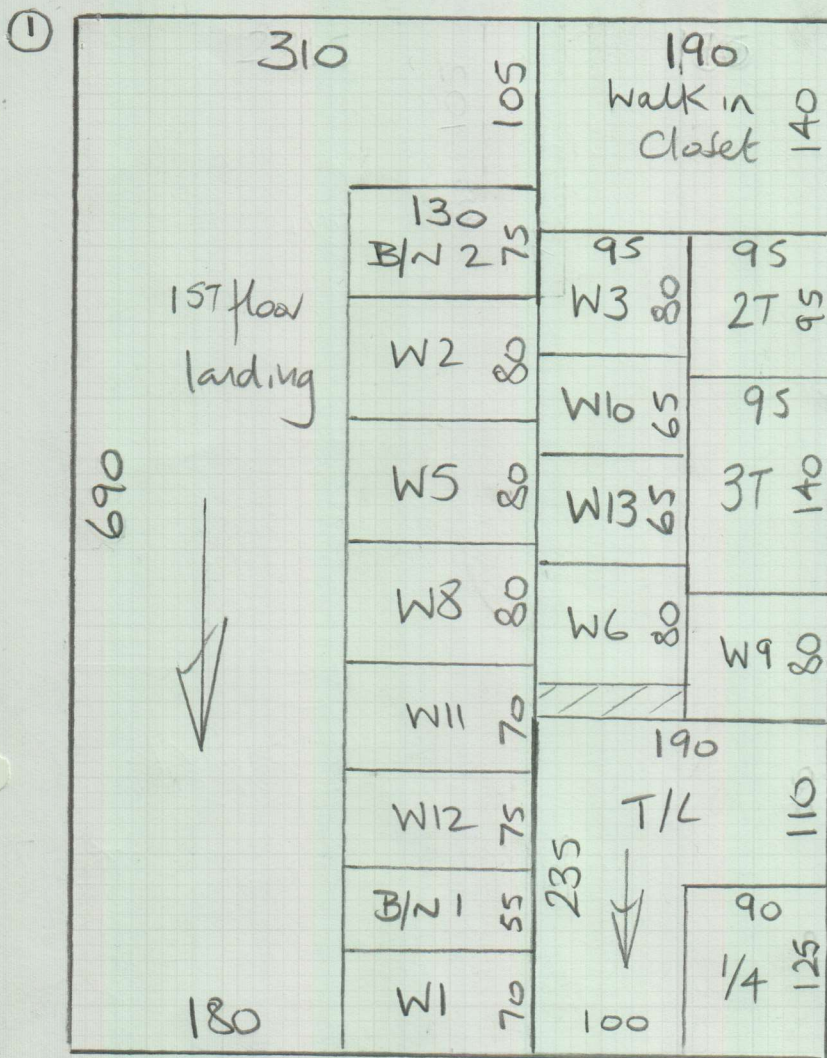 1
310
105
1ST floor
landing
690
180
130
B/N 2 75
W2 80
W5 80
W8 80
W11 70
W12 75
B/N 1 55
W1 70
190
Walk in
Closet 140
95
W3 80
W10 65
W13 65
W6 80
95
2T 95
95
3T 140
W9 80
190
T/L 110
235
100
90
1/4 125